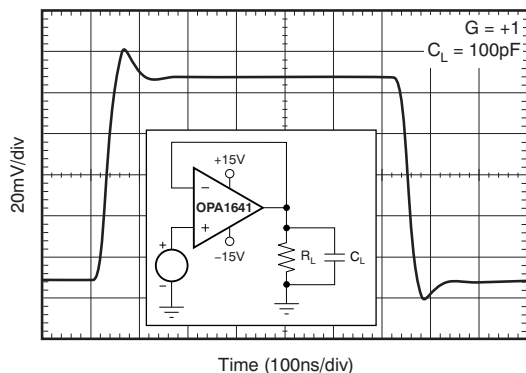 G = +1
C_L = 100pF
20mV/div
+15V
−
OPA1641
+
−15V
+
−
R_L
C_L
Time (100ns/div)